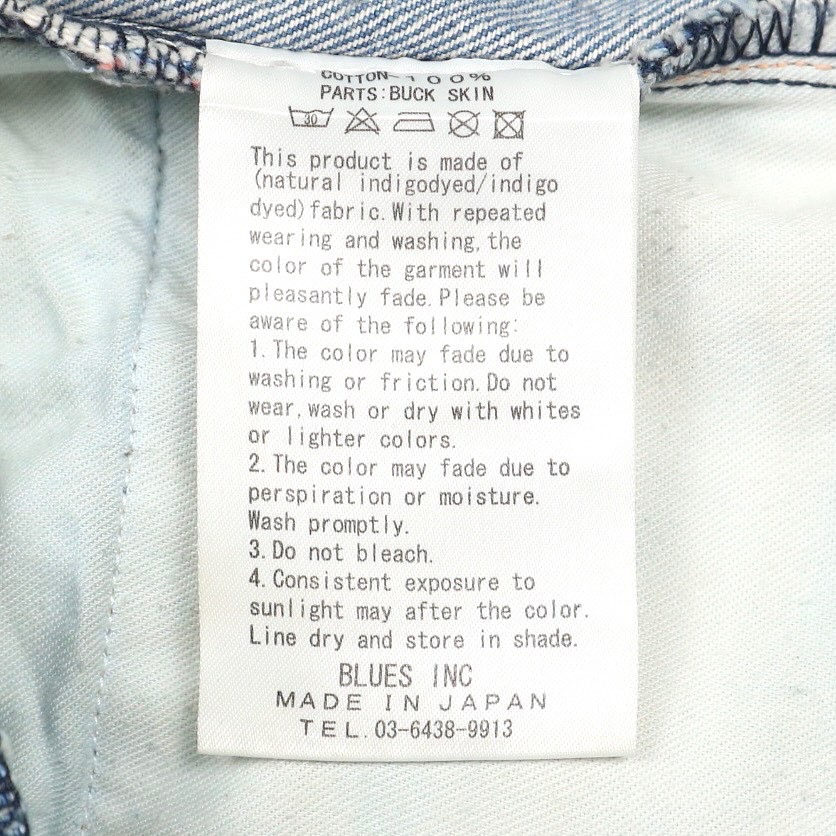 COTTON 100%
PARTS:BUCK SKIN
30
This product is made of
(natural indigodyed/indigo
dyed)fabric.With repeated
wearing and washing,the
color of the garment will
pleasantly fade.Please be
aware of the following:
1.The color may fade due to
washing or friction.Do not
wear,wash or dry with whites
or lighter colors.
2.The color may fade due to
perspiration or moisture.
Wash promptly.
3.Do not bleach.
4.Consistent exposure to
sunlight may after the color.
Line dry and store in shade.
BLUES INC
MADE IN JAPAN
TEL.03-6438-9913